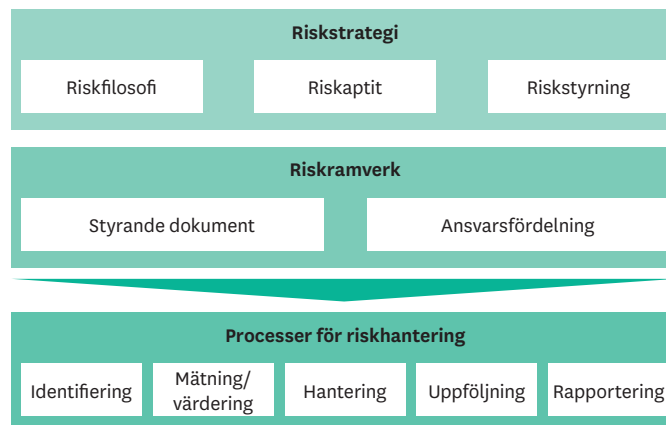 Riskstrategi
Riskfilosofi
Riskaptit
Riskstyrning
Riskramverk
Styrande dokument
Ansvarsfördelning
Processer för riskhantering
Identifiering
Mätning/
värdering
Hantering
Uppföljning
Rapportering